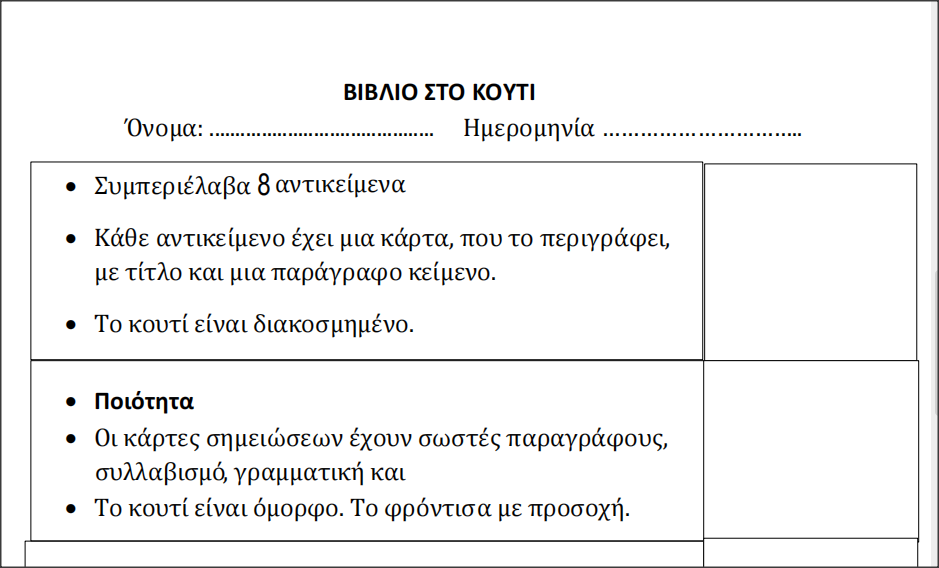 ΒΙΒΛΙΟ ΣΤΟ ΚΟΥΤΙ
Όνομα: ........................................... Ημερομηνία ...............................
• Συμπεριέλαβα 8 αντικείμενα
• Κάθε αντικείμενο έχει μια κάρτα, που το περιγράφει,
με τίτλο και μια παράγραφο κείμενο.
• Το κουτί είναι διακοσμημένο.
• Ποιότητα
• Οι κάρτες σημειώσεων έχουν σωστές παραγράφους,
συλλαβισμό, γραμματική και
• Το κουτί είναι όμορφο. Το φρόντισα με προσοχή.